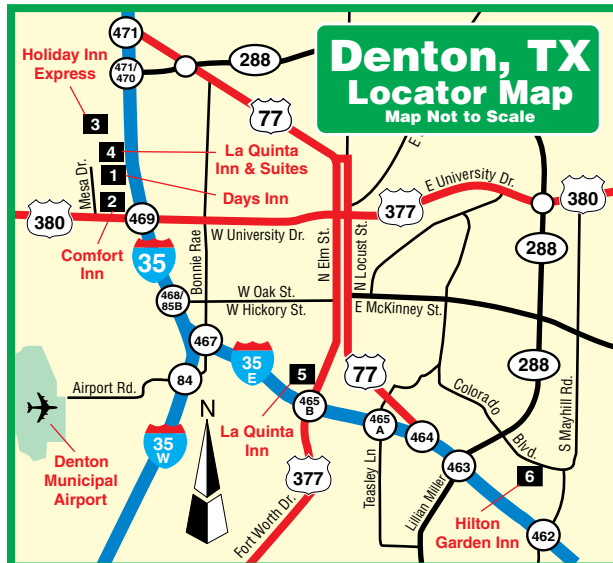 Denton, TX
Locator Map
Map Not to Scale
471
Holiday Inn
Express
471/
470
288
77
3
4
La Quinta
Inn & Suites
1
Days Inn
Mesa Dr.
2
E University Dr.
380
469
W University Dr.
377
380
Comfort
Inn
35
Bonnie Rae
N Elm St.
N Locust St.
288
468/
85B
W Oak St.
W Hickory St.
E McKinney St.
467
35
E
5
77
288
Airport Rd.
84
465
B
465
A
464
Colorado
Blvd.
S Mayhill Rd.
N
La Quinta
Inn
35
W
Denton
Municipal
Airport
377
Fort Worth Dr.
Teasley Ln
Lillian Miller
463
6
Hilton
Garden Inn
462